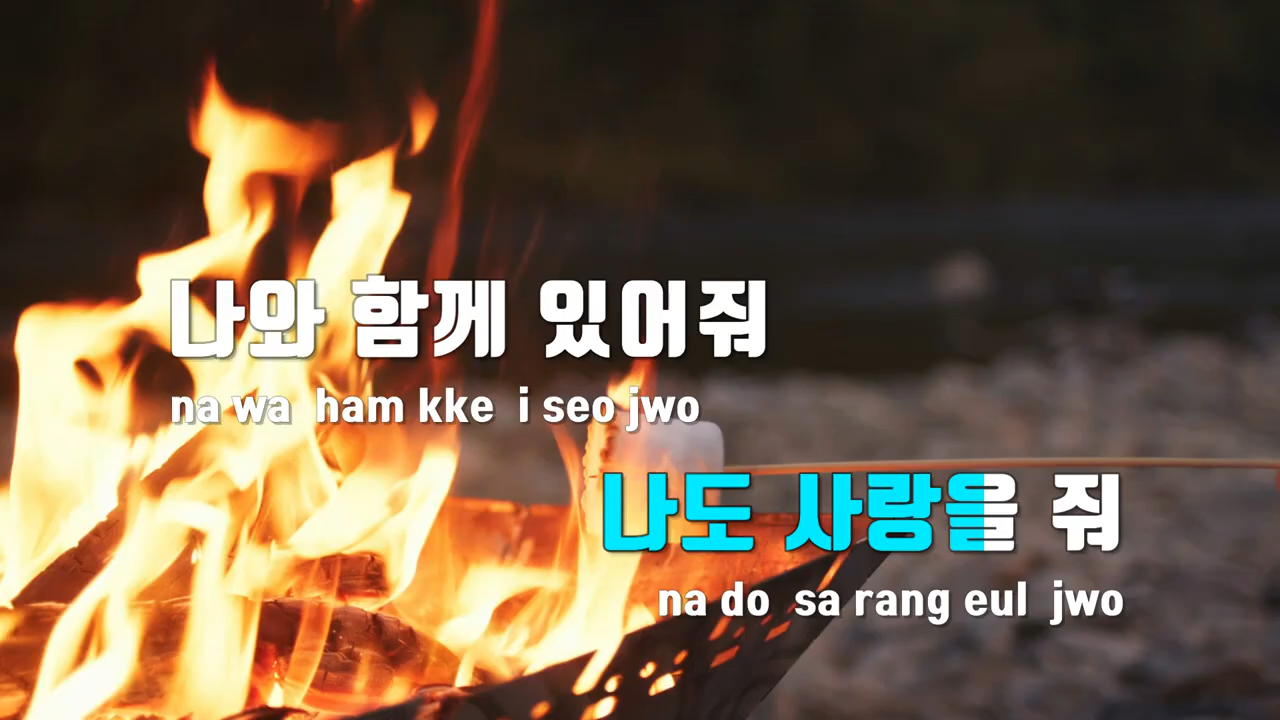 나와 함께 있어줘
na wa ham kke i seo jwo
나도 사랑을 줘
na do sa rang eul jwo